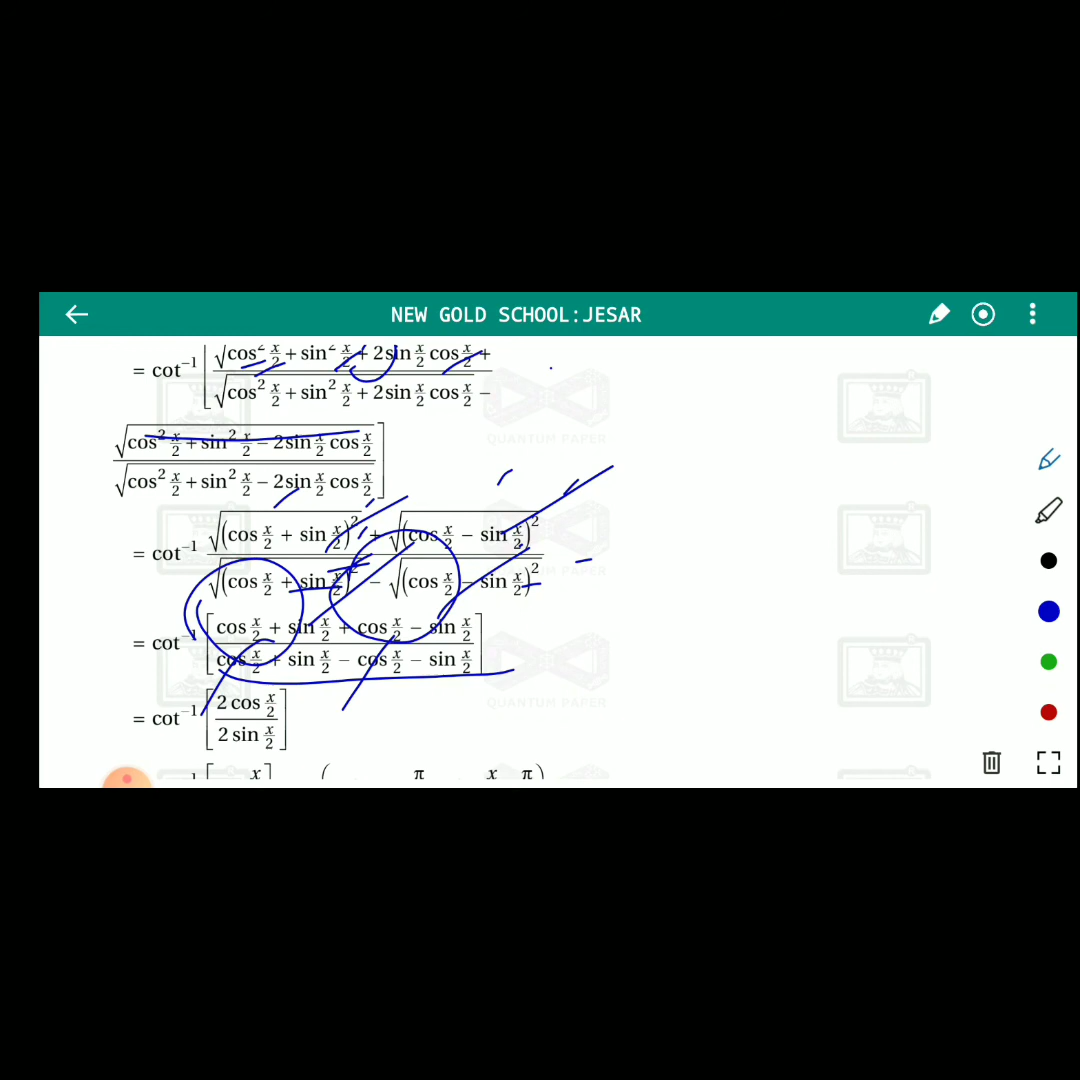 NEW GOLD SCHOOL:JESAR
= cot⁻¹ [ √cos² x/2 + sin² x/2 + 2sin x/2 cos x/2 +
√cos² x/2 + sin² x/2 + 2sin x/2 cos x/2 −
√cos² x/2 + sin² x/2 − 2sin x/2 cos x/2
√cos² x/2 + sin² x/2 − 2sin x/2 cos x/2 ]
= cot⁻¹ √(cos x/2 + sin x/2)² + √(cos x/2 − sin x/2)²
√(cos x/2 + sin x/2)² − √(cos x/2 − sin x/2)²
= cot⁻¹ [ cos x/2 + sin x/2 + cos x/2 − sin x/2
cos x/2 + sin x/2 − cos x/2 − sin x/2 ]
= cot⁻¹ [ 2 cos x/2
2 sin x/2 ]
x π x π
QUANTUM PAPER
QUANTUM PAPER